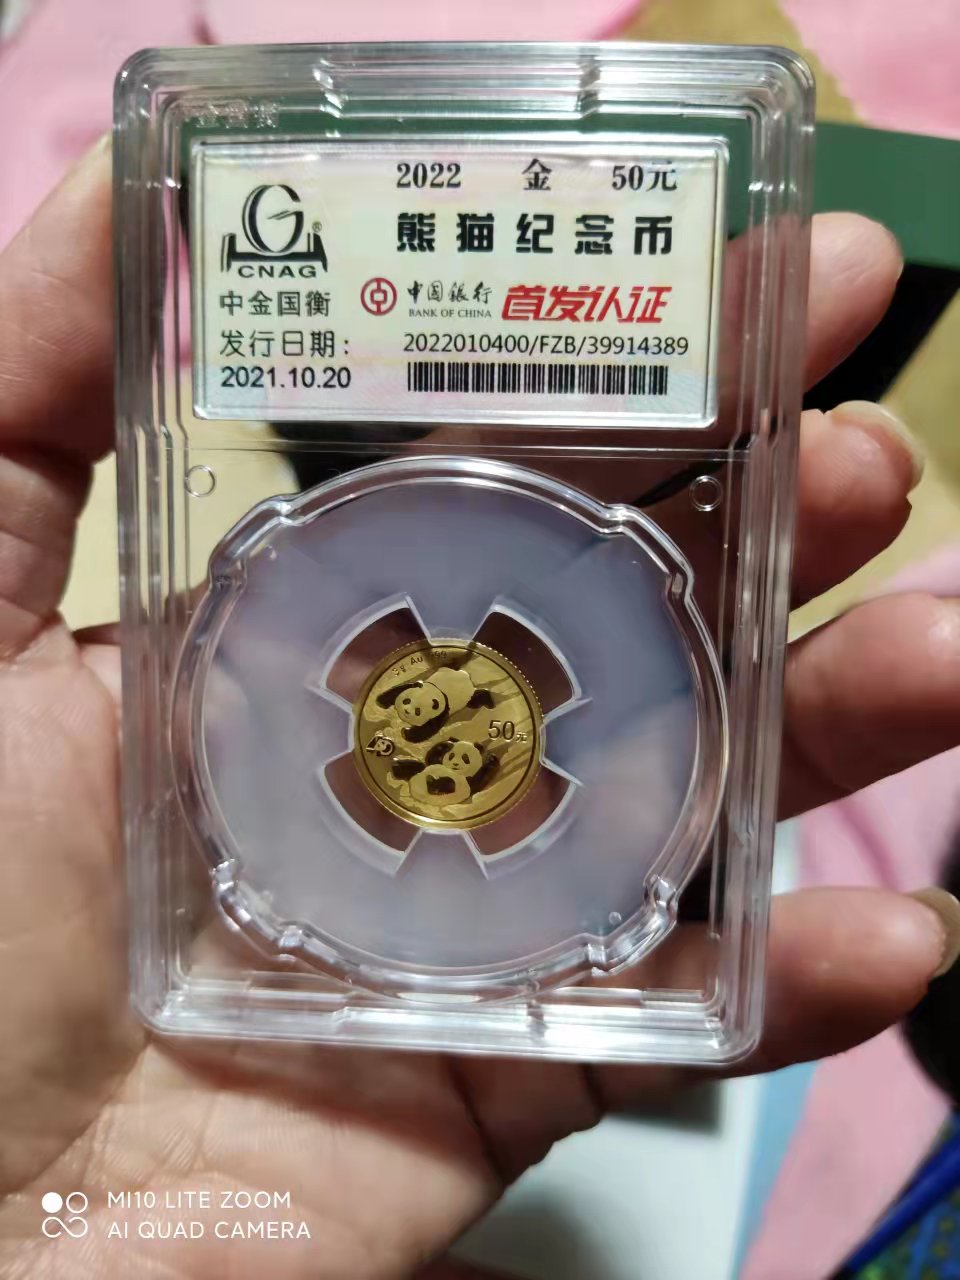 2022 金 50元
熊猫纪念币
CNAG
®
中金国衡
中国银行 首发认证
BANK OF CHINA
发行日期：
2021.10.20
2022010400/FZB/39914389
50元
MI10 LITE ZOOM
AI QUAD CAMERA